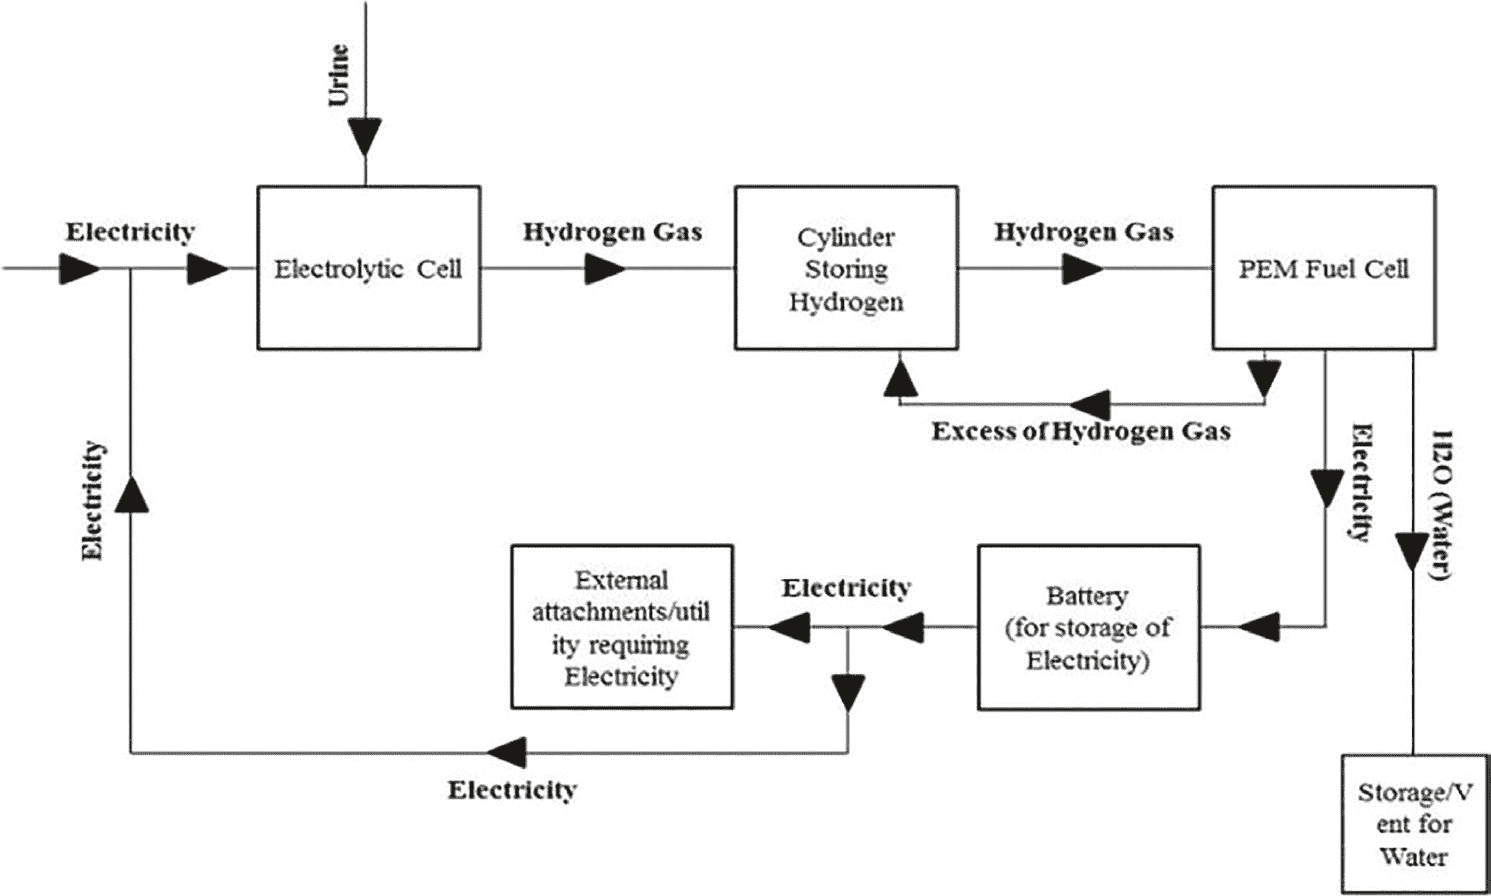 Urine
Electricity
Electrolytic Cell
Hydrogen Gas
Cylinder
Storing
Hydrogen
Hydrogen Gas
PEM Fuel Cell
Excess of Hydrogen Gas
Electricity
H2O (Water)
Electricity
External
attachments/util
ity requiring
Electricity
Electricity
Battery
(for storage of
Electricity)
Electricity
Storage/V
ent for
Water